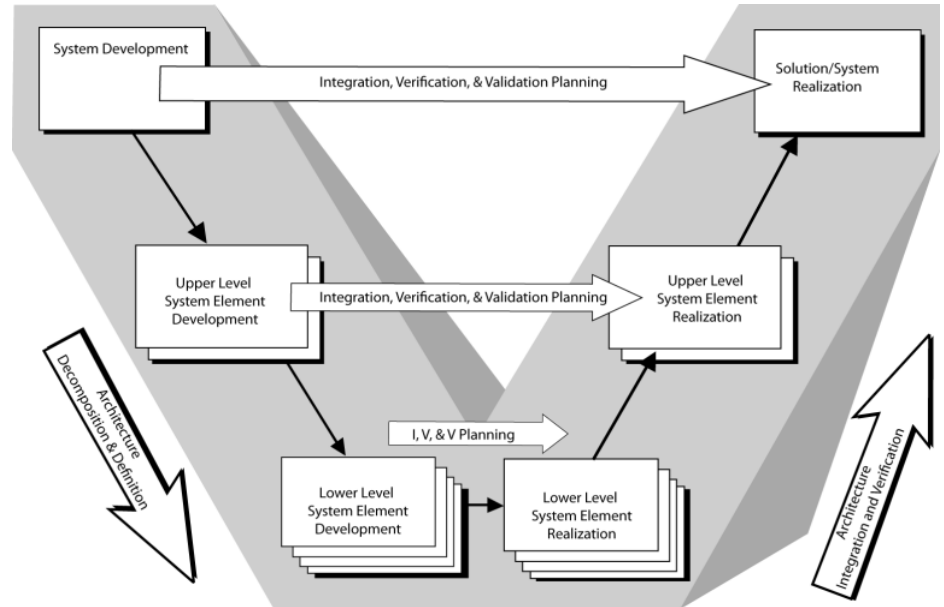 System Development
Integration, Verification, & Validation Planning
Solution/System
Realization
Upper Level
System Element
Development
Integration, Verification, & Validation Planning
Upper Level
System Element
Realization
Architecture
Decomposition & Definition
I, V, & V Planning
Lower Level
System Element
Development
Lower Level
System Element
Realization
Architecture
Integration and Verification